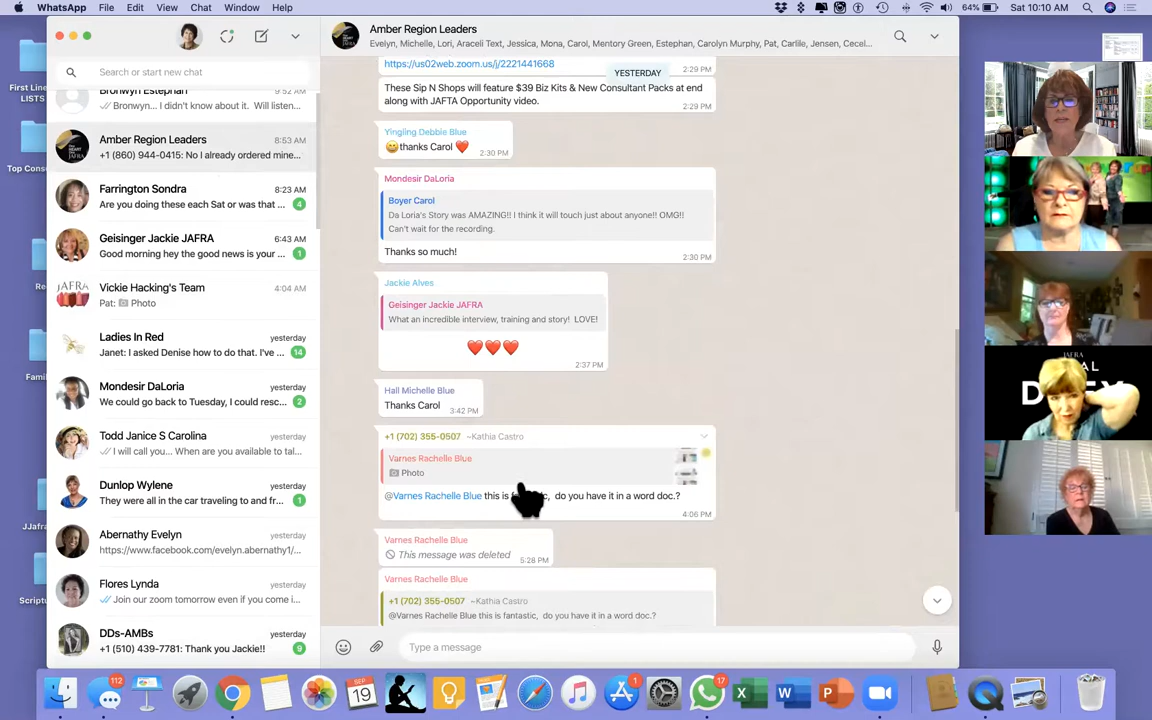 WhatsApp File Edit View Chat Window Help
64% Sat 10:10 AM
First Line
LISTS
Top Cons
Re
Fami
JJafra
Scriptu
Search or start new chat
Bronwyn Estephan
Bronwyn... I didn't know about it. Will listen...
Amber Region Leaders 8:53 AM
+1 (860) 944-0415: No I already ordered mine...
Farrington Sondra 8:23 AM
Are you doing these each Sat or was that ... 4
Geisinger Jackie JAFRA 6:43 AM
Good morning hey the good news is your ... 1
Vickie Hacking's Team 4:04 AM
Pat: Photo
Ladies In Red yesterday
Janet: I asked Denise how to do that. I've ... 14
Mondesir DaLoria yesterday
We could go back to Tuesday, I could resc... 2
Todd Janice S Carolina yesterday
I will call you... When are you available to tal...
Dunlop Wylene yesterday
They were all in the car traveling to and fr... 1
Abernathy Evelyn yesterday
https://www.facebook.com/evelyn.abernathy1/...
Flores Lynda yesterday
Join our zoom tomorrow even if you come i...
DDs-AMBs yesterday
+1 (510) 439-7781: Thank you Jackie!! 9
Amber Region Leaders
Evelyn, Michelle, Lori, Araceli Text, Jessica, Mona, Carol, Mentory Green, Estephan, Carolyn Murphy, Pat, Carlile, Jensen, Cecel...
https://us02web.zoom.us/j/2221441668
2:29 PM
YESTERDAY
These Sip N Shops will feature $39 Biz Kits & New Consultant Packs at end
along with JAFTA Opportunity video.
2:29 PM
Yingling Debbie Blue
thanks Carol 2:30 PM
Mondesir DaLoria
Boyer Carol
Da Loria's Story was AMAZING!! I think it will touch just about anyone!! OMG!!
Can't wait for the recording.
Thanks so much!
2:30 PM
Jackie Alves
Geisinger Jackie JAFRA
What an incredible interview, training and story! LOVE!
2:37 PM
Hall Michelle Blue
Thanks Carol 3:42 PM
+1 (702) 355-0507 ~Kathia Castro
Varnes Rachelle Blue
Photo
@Varnes Rachelle Blue this is do you have it in a word doc.?
4:06 PM
Varnes Rachelle Blue
This message was deleted 5:28 PM
Varnes Rachelle Blue
+1 (702) 355-0507 ~Kathia Castro
@Varnes Rachelle Blue this is fantastic, do you have it in a word doc.?
Type a message
JAFRA
112
SEP
19
1
17